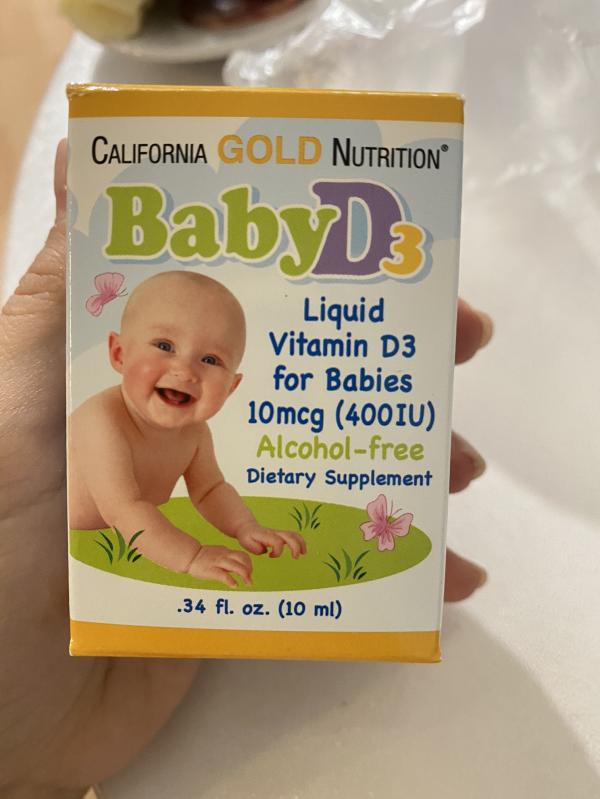 CALIFORNIA GOLD NUTRITION®
BabyD3
Liquid
Vitamin D3
for Babies
10mcg (400IU)
Alcohol-free
Dietary Supplement
.34 fl. oz. (10 ml)